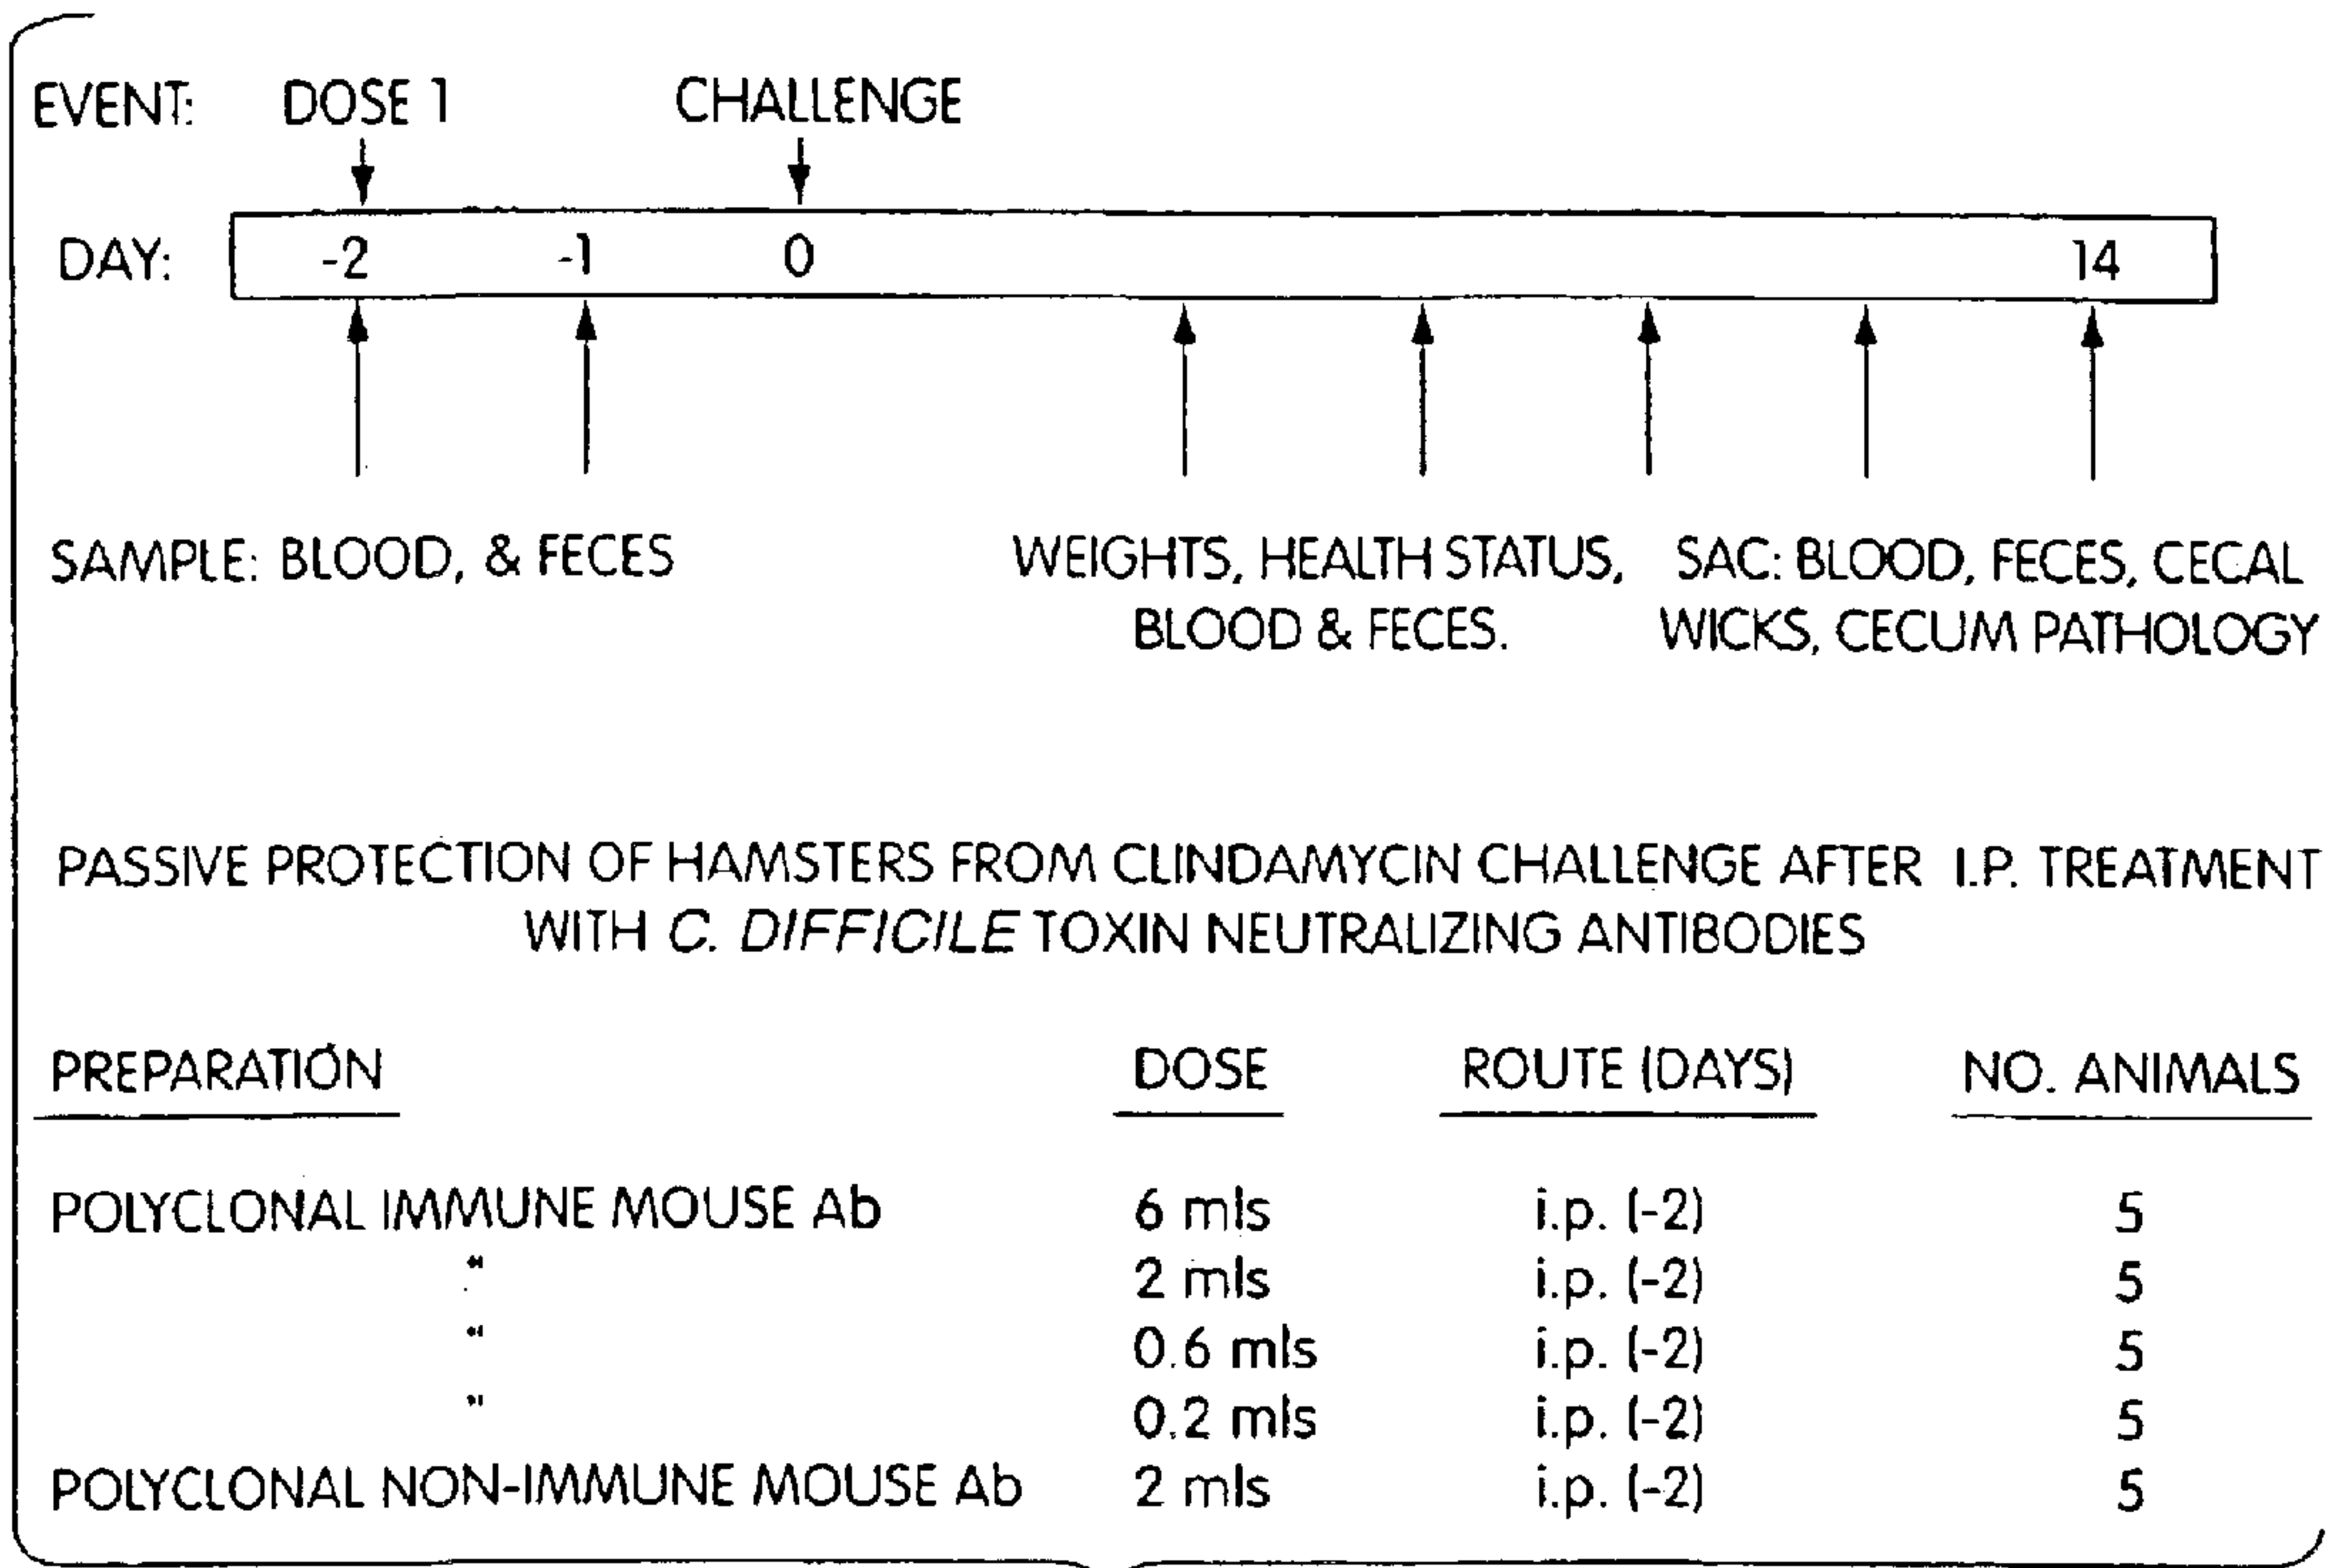 EVENT: DOSE 1 CHALLENGE
DAY: -2 -1 0 14
SAMPLE: BLOOD, & FECES WEIGHTS, HEALTH STATUS, SAC: BLOOD, FECES, CECAL
BLOOD & FECES. WICKS, CECUM PATHOLOGY
PASSIVE PROTECTION OF HAMSTERS FROM CLINDAMYCIN CHALLENGE AFTER I.P. TREATMENT
WITH C. DIFFICILE TOXIN NEUTRALIZING ANTIBODIES
PREPARATION DOSE ROUTE (DAYS) NO. ANIMALS
POLYCLONAL IMMUNE MOUSE Ab 6 mls i.p. (-2) 5
" 2 mls i.p. (-2) 5
" 0.6 mls i.p. (-2) 5
" 0.2 mls i.p. (-2) 5
POLYCLONAL NON-IMMUNE MOUSE Ab 2 mls i.p. (-2) 5